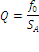 Q = f₀ / S_A